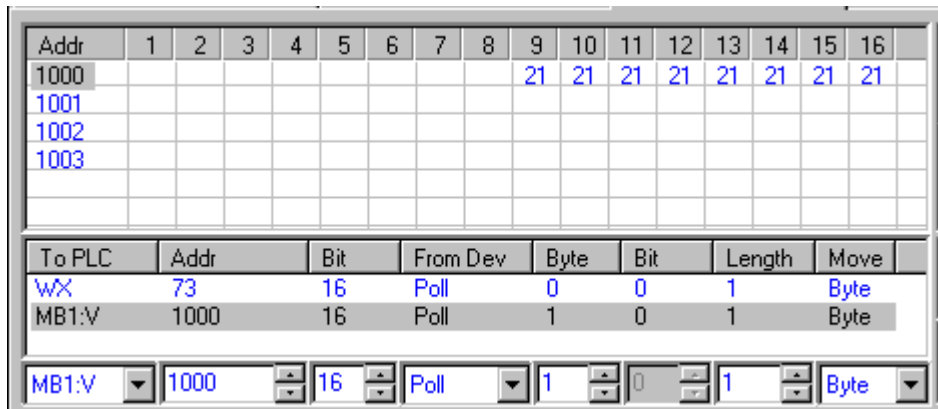 Addr 1 2 3 4 5 6 7 8 9 10 11 12 13 14 15 16
1000 21 21 21 21 21 21 21 21
1001
1002
1003
To PLC Addr Bit From Dev Byte Bit Length Move
WX 73 16 Poll 0 0 1 Byte
MB1:V 1000 16 Poll 1 0 1 Byte
MB1:V 1000 16 Poll 1 0 1 Byte